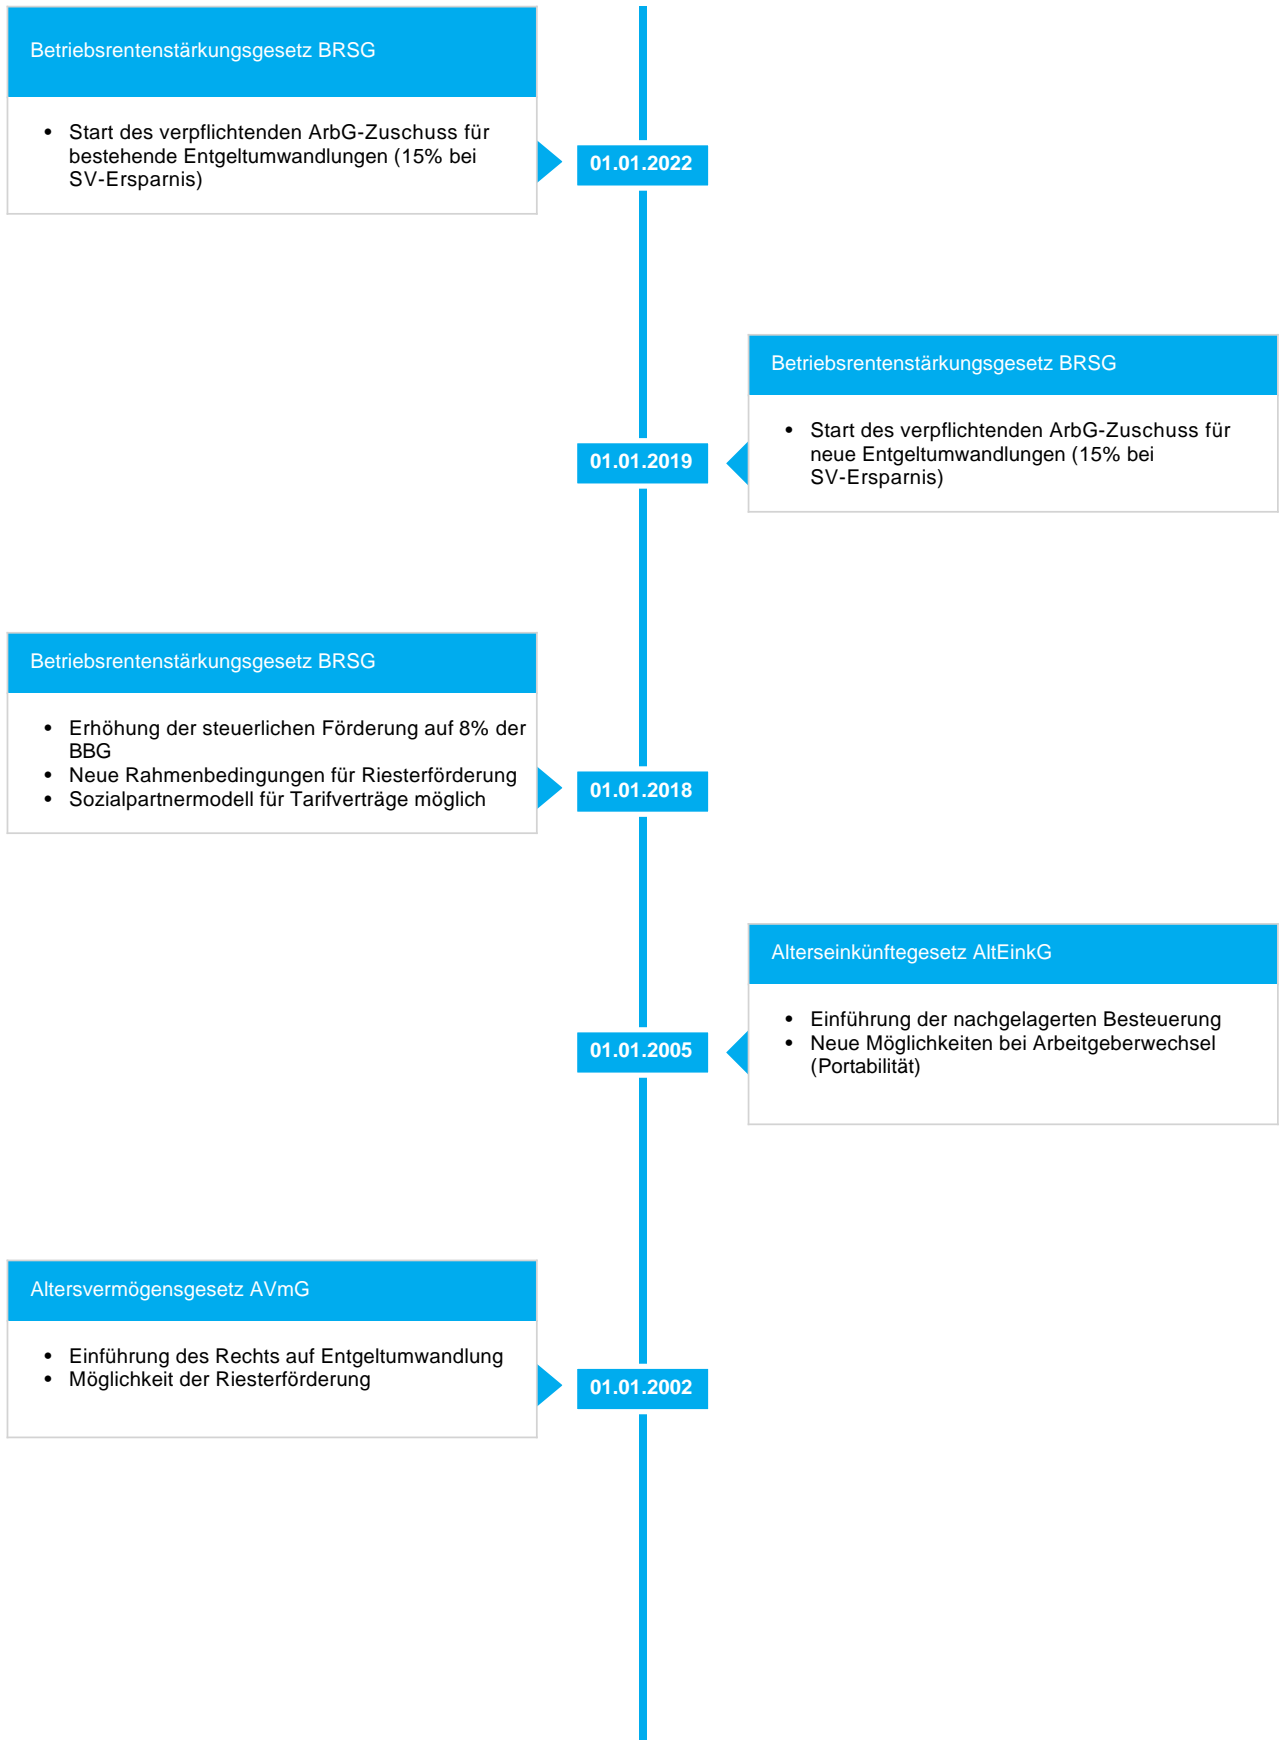 Betriebsrentenstärkungsgesetz BRSG
• Start des verpflichtenden ArbG-Zuschuss für
bestehende Entgeltumwandlungen (15% bei
SV-Ersparnis)
01.01.2022
Betriebsrentenstärkungsgesetz BRSG
• Start des verpflichtenden ArbG-Zuschuss für
neue Entgeltumwandlungen (15% bei
SV-Ersparnis)
01.01.2019
Betriebsrentenstärkungsgesetz BRSG
• Erhöhung der steuerlichen Förderung auf 8% der
BBG
• Neue Rahmenbedingungen für Riesterförderung
• Sozialpartnermodell für Tarifverträge möglich
01.01.2018
Alterseinkünftegesetz AltEinkG
• Einführung der nachgelagerten Besteuerung
• Neue Möglichkeiten bei Arbeitgeberwechsel
(Portabilität)
01.01.2005
Altersvermögensgesetz AVmG
• Einführung des Rechts auf Entgeltumwandlung
• Möglichkeit der Riesterförderung
01.01.2002